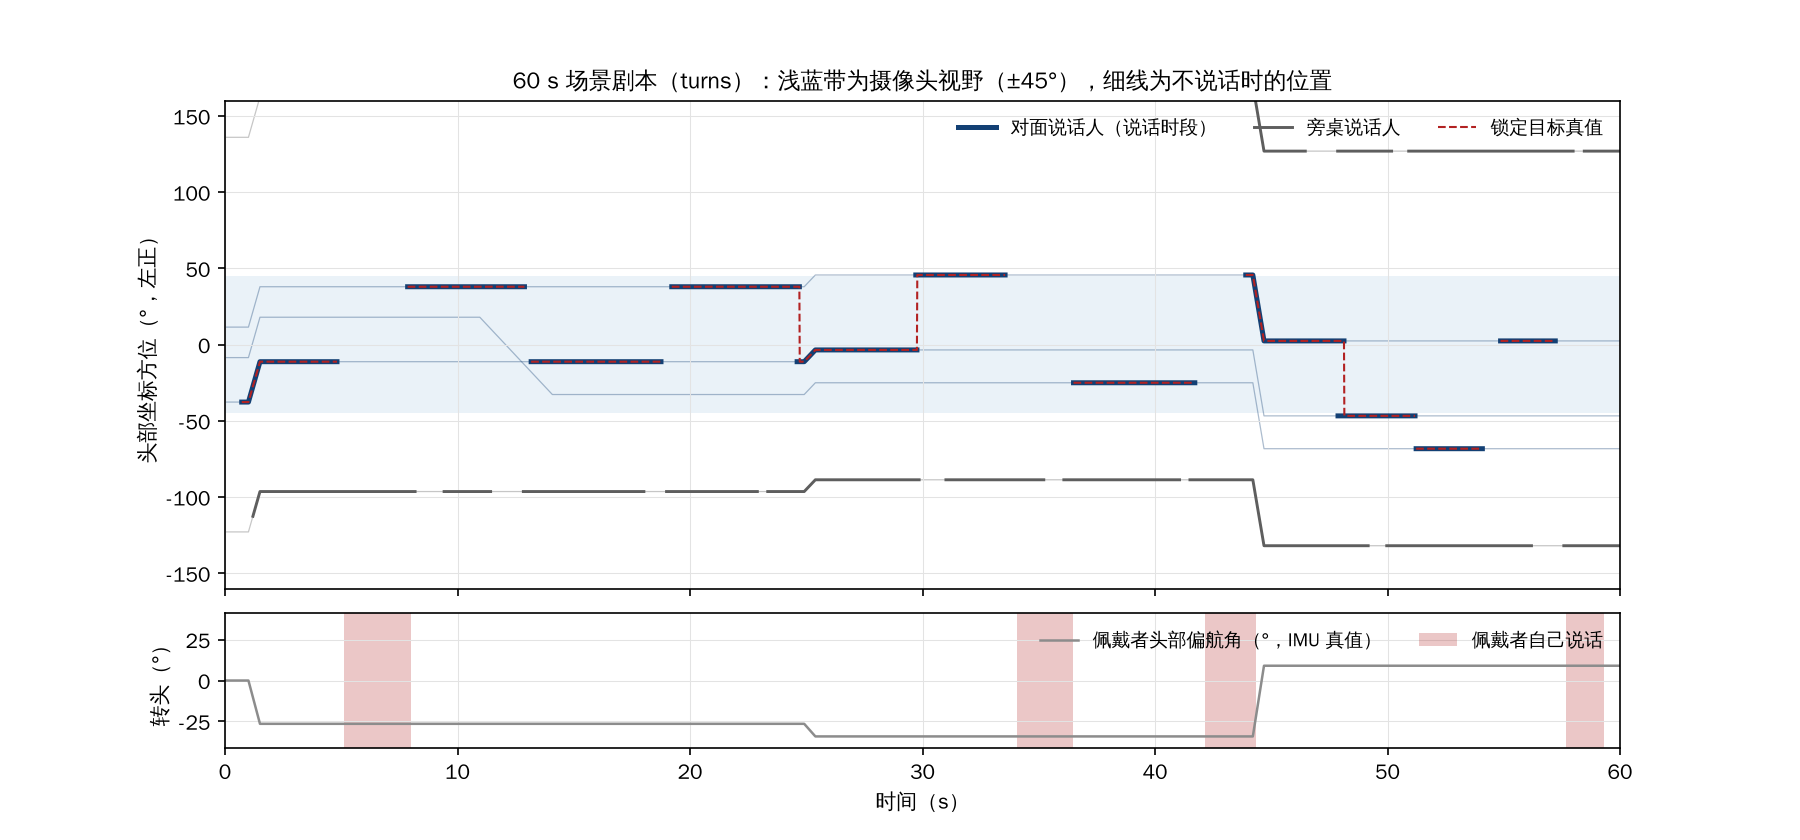 60 s 场景剧本（turns）：浅蓝带为摄像头视野（±45°），细线为不说话时的位置
对面说话人（说话时段）
旁桌说话人
锁定目标真值
150
100
50
0
-50
-100
-150
头部坐标方位（°，左正）
佩戴者头部偏航角（°，IMU 真值）
佩戴者自己说话
25
0
-25
转头（°）
0 10 20 30 40 50 60
时间（s）